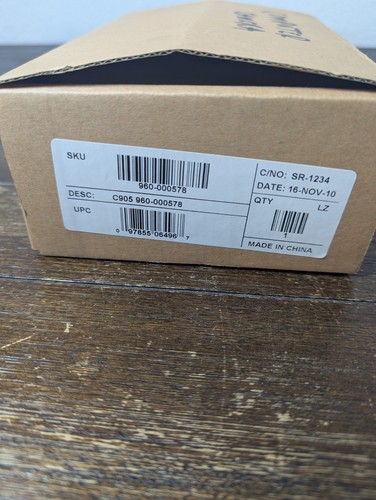 SKU
960-000578
DESC: C905 960-000578
UPC
0 97855 06496 7
C/NO: SR-1234
DATE: 16-NOV-10
QTY LZ
1
MADE IN CHINA